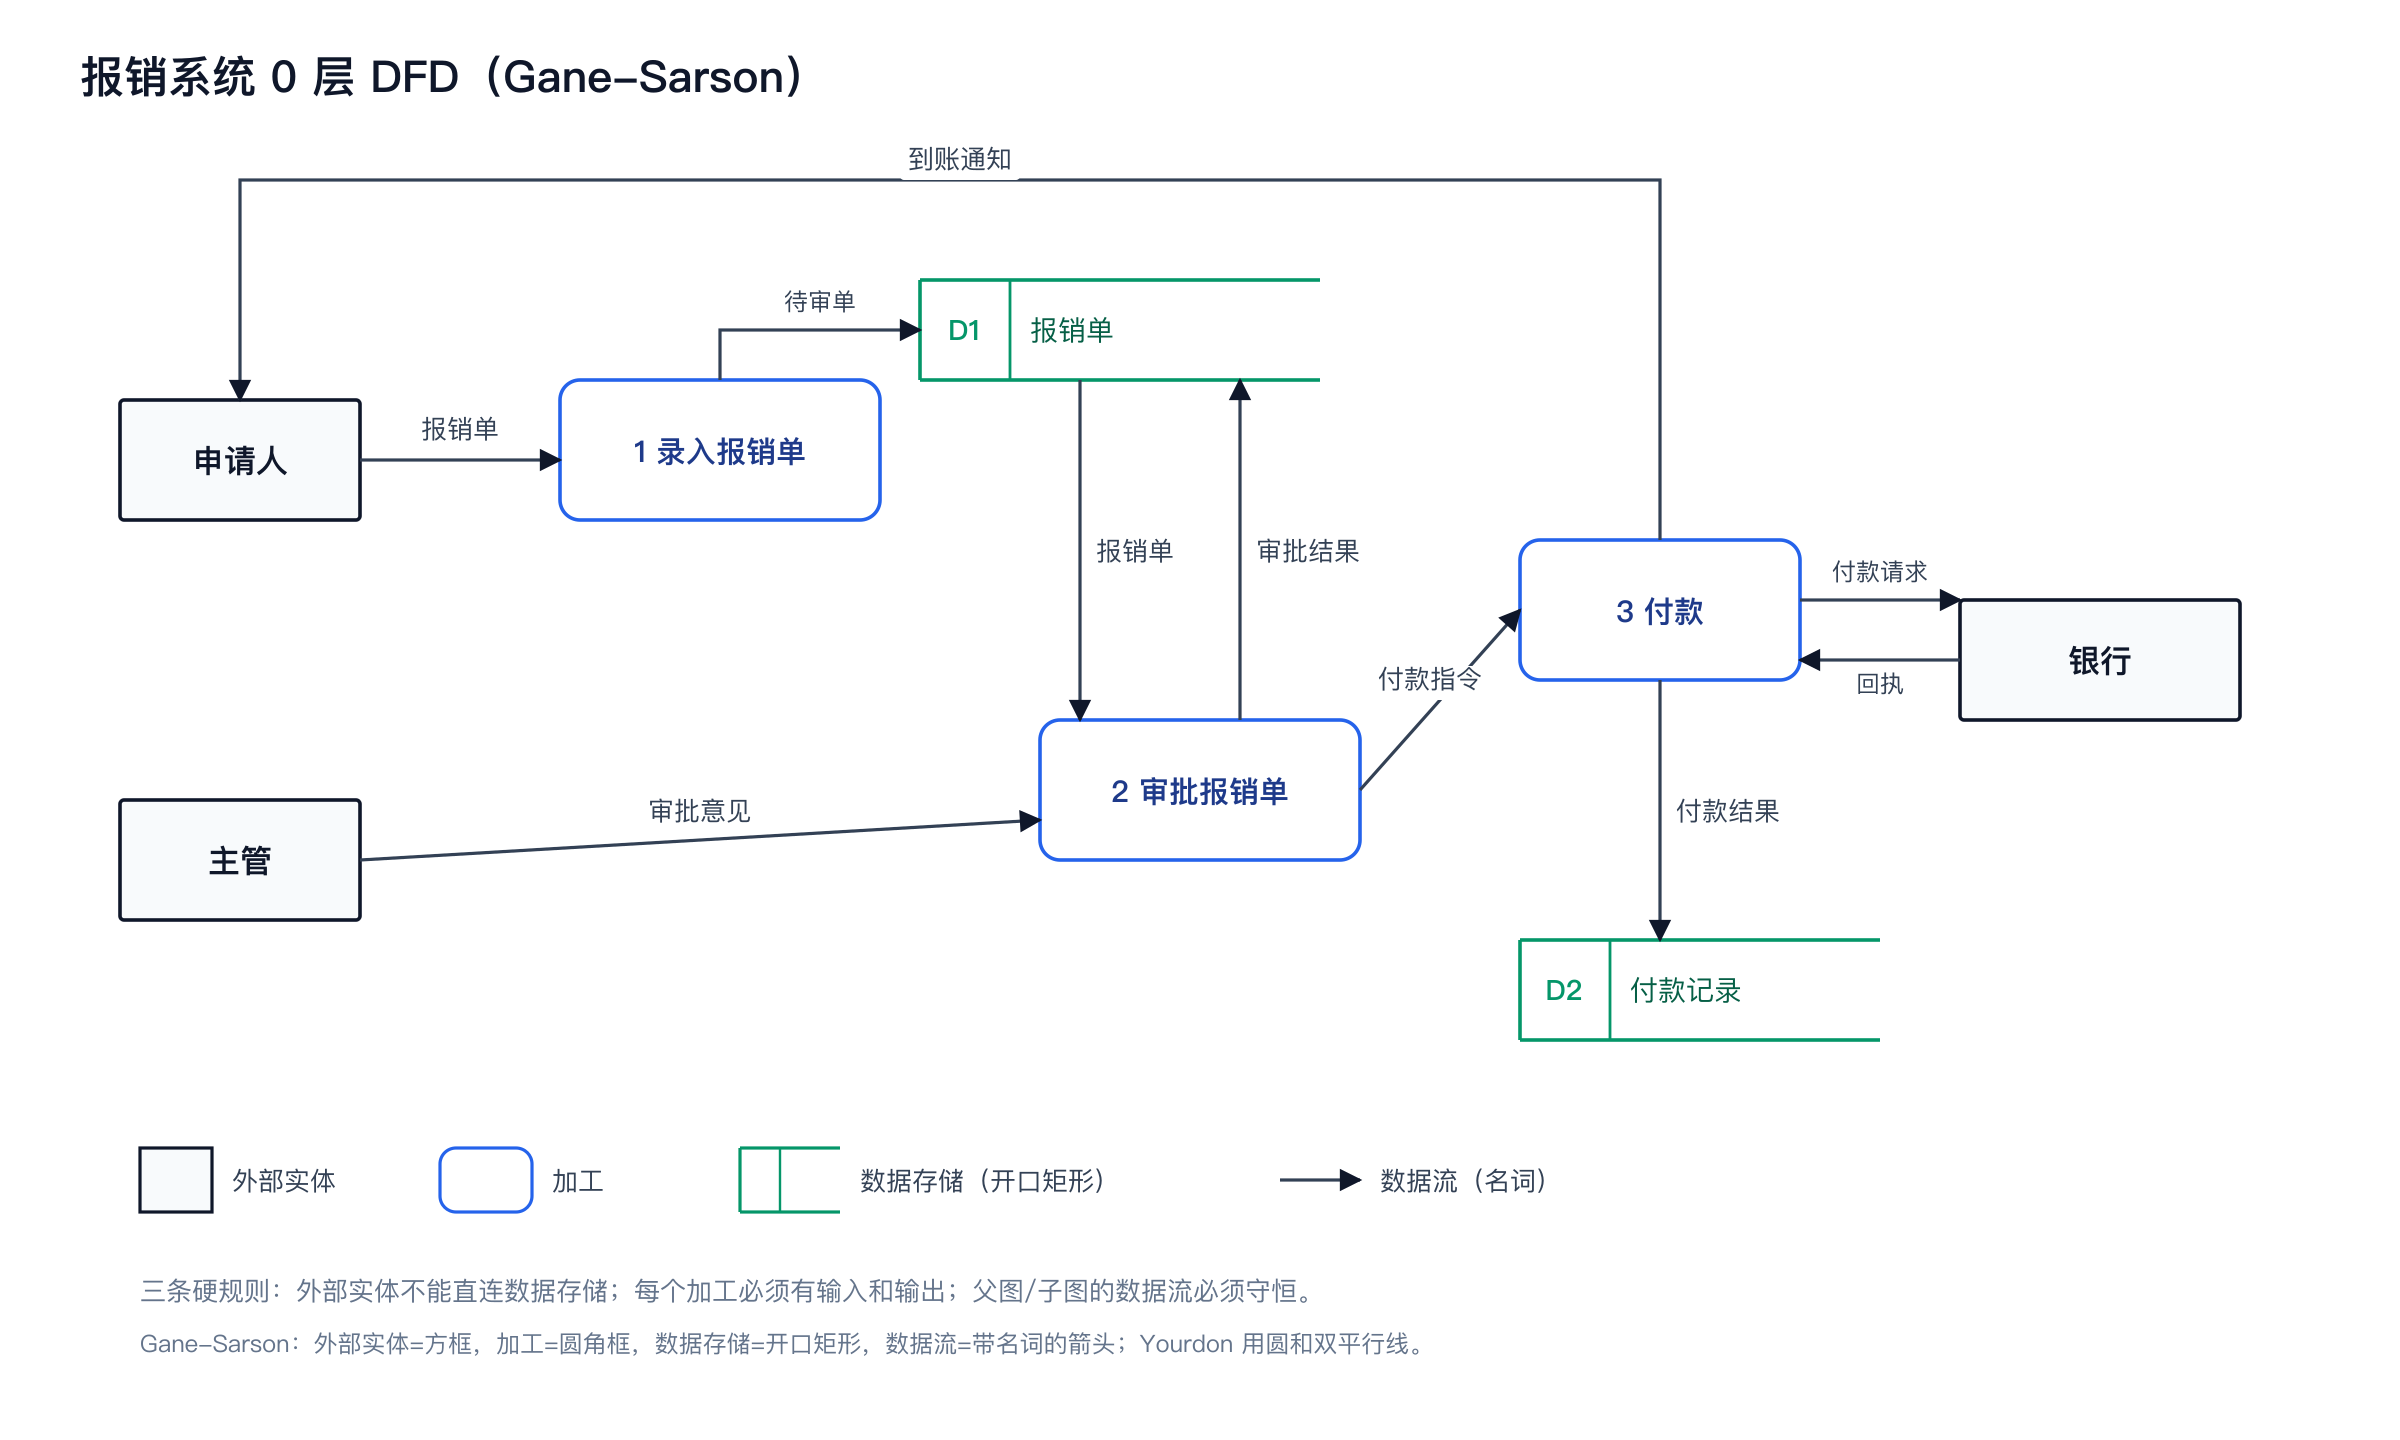 报销系统 0 层 DFD（Gane–Sarson）
到账通知
待审单
D1
报销单
报销单
申请人
1 录入报销单
报销单
审批结果
付款请求
3 付款
银行
付款指令
回执
2 审批报销单
审批意见
付款结果
主管
D2
付款记录
外部实体
加工
数据存储（开口矩形）
数据流（名词）
三条硬规则：外部实体不能直连数据存储；每个加工必须有输入和输出；父图/子图的数据流必须守恒。
Gane–Sarson：外部实体=方框，加工=圆角框，数据存储=开口矩形，数据流=带名词的箭头；Yourdon 用圆和双平行线。